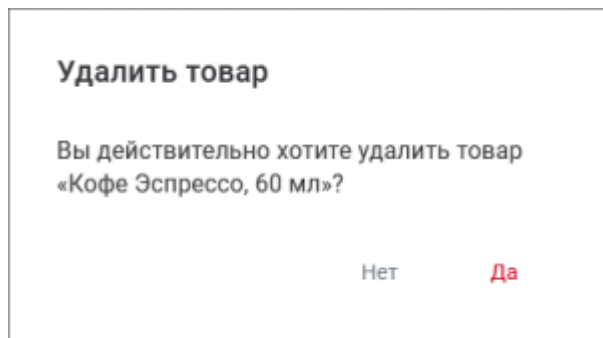 Удалить товар
Вы действительно хотите удалить товар
«Кофе Эспрессо, 60 мл»?
Нет Да